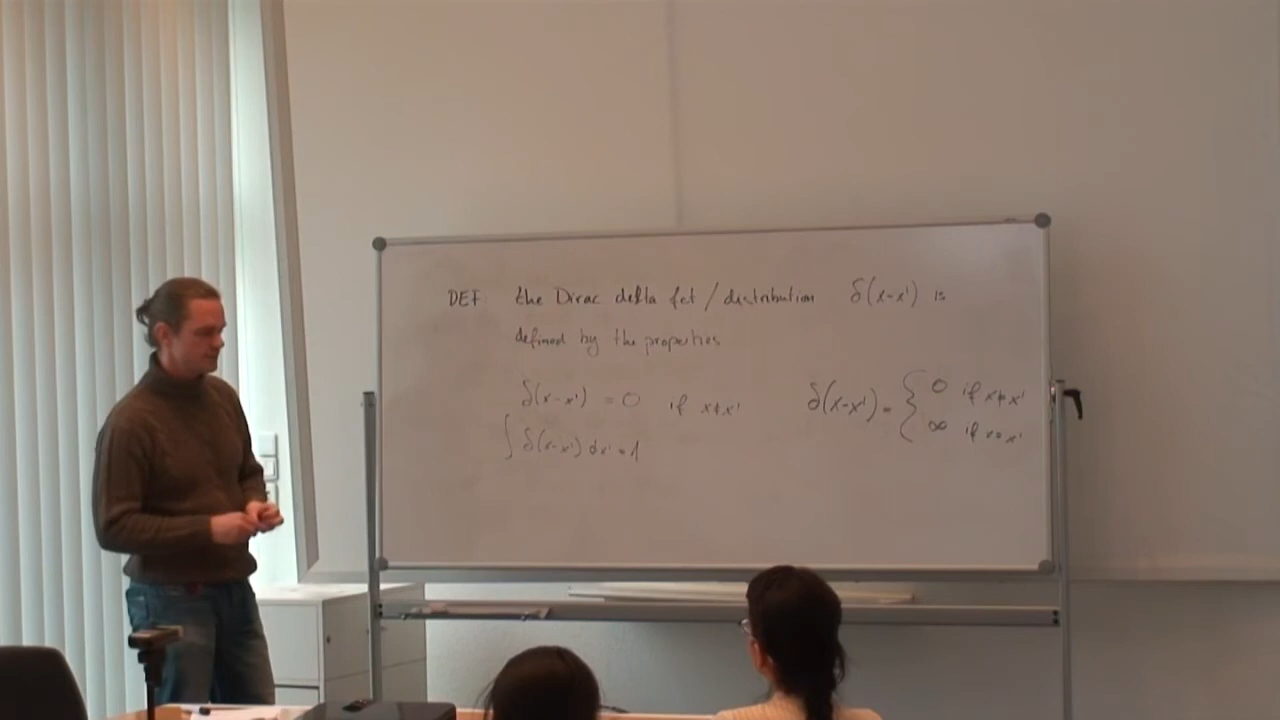 DEF: the Dirac delta fct / distribution δ(x-x') is
defined by the properties
δ(x-x') = 0 if x≠x'
∫ δ(x-x') dx' = 1
δ(x-x') = { 0 if x≠x'
∞ if x=x'